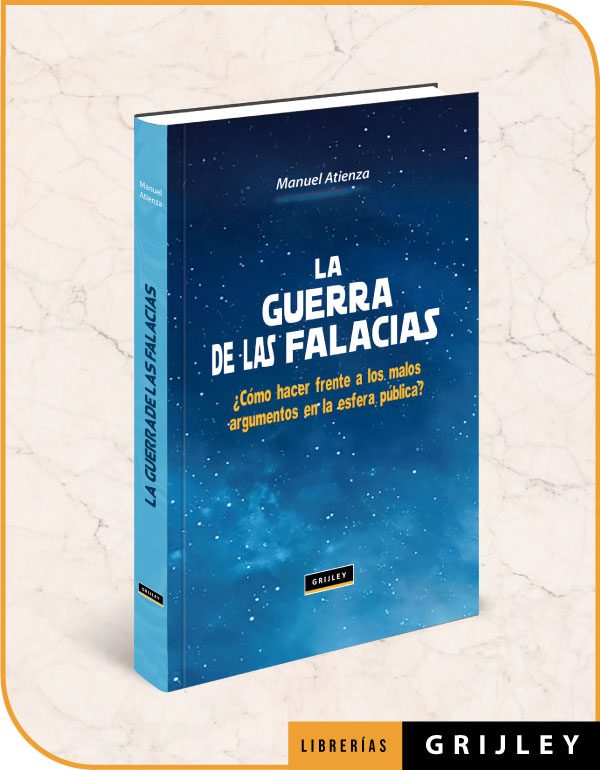 Manuel
Atienza
LA GUERRA DE LAS FALACIAS
GRIJLEY
Manuel Atienza
LA
GUERRA
DE LAS FALACIAS
¿Cómo hacer frente a los malos
argumentos en la esfera pública?
GRIJLEY
LIBRERÍAS GRIJLEY